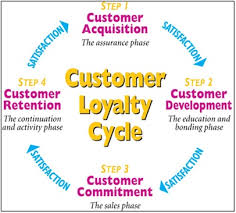 STEP 1
Customer
Acquisition
The assurance phase
SATISFACTION
SATISFACTION
STEP 4
Customer
Retention
The continuation
and activity phase
Customer
Loyalty
Cycle
STEP 2
Customer
Development
The education and
bonding phase
SATISFACTION
SATISFACTION
STEP 3
Customer
Commitment
The sales phase